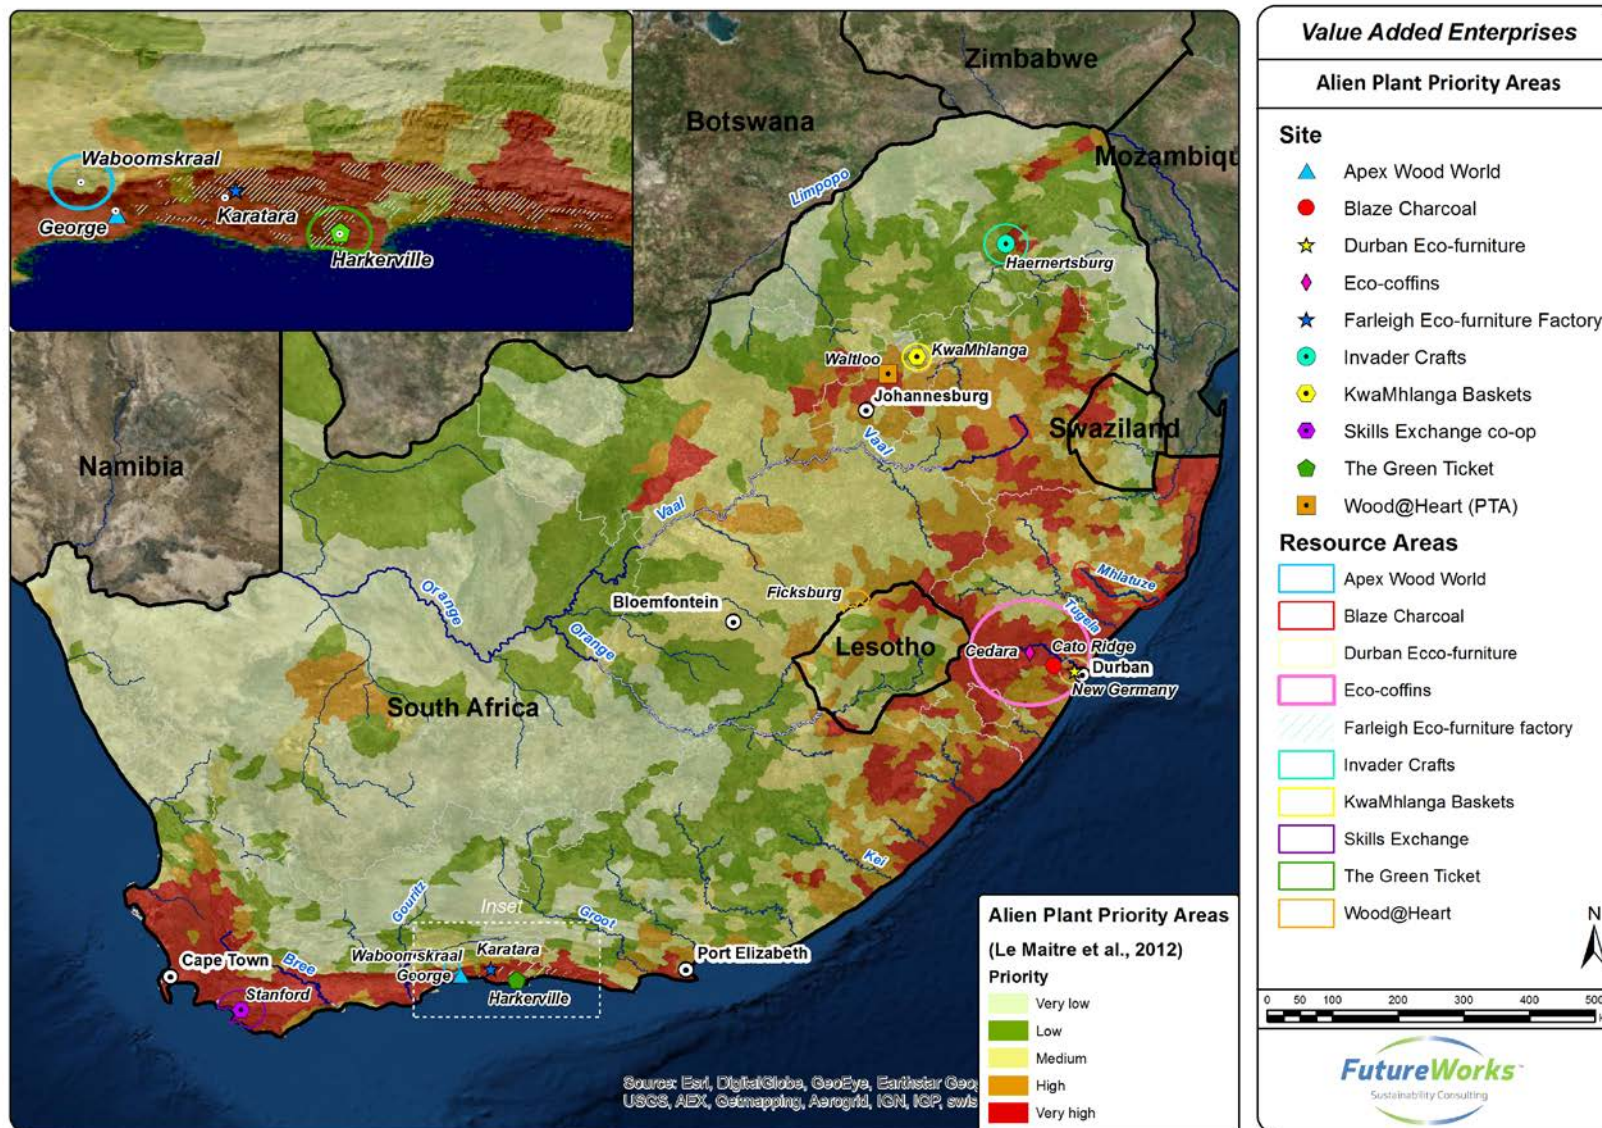 Value Added Enterprises
Alien Plant Priority Areas
Site
Apex Wood World
Blaze Charcoal
Durban Eco-furniture
Eco-coffins
Farleigh Eco-furniture Factory
Invader Crafts
KwaMhlanga Baskets
Skills Exchange co-op
The Green Ticket
Wood@Heart (PTA)
Resource Areas
Apex Wood World
Blaze Charcoal
Durban Ecco-furniture
Eco-coffins
Farleigh Eco-furniture factory
Invader Crafts
KwaMhlanga Baskets
Skills Exchange
The Green Ticket
Wood@Heart
N
0 50 100 200 300 400 500
FutureWorks
Sustainability Consulting
Waboomskraal
George
Karatara
Harkerville
Zimbabwe
Botswana
Mozambiqu
Limpopo
Haernertsburg
KwaMhlanga
Waltloo
Johannesburg
Vaal
Swaziland
Namibia
Vaal
Orange
Bloemfontein
Ficksburg
Mhlatuze
Tugela
Orange
Lesotho
Cedara
Cato Ridge
Durban
New Germany
South Africa
Kei
Inset
Gouritz
Groot
Waboomskraal
Karatara
George
Harkerville
Port Elizabeth
Cape Town
Bree
Stanford
Alien Plant Priority Areas
(Le Maitre et al., 2012)
Priority
Very low
Low
Medium
High
Very high
Source: Esri, DigitalGlobe, GeoEye, Earthstar Geog
USGS, AEX, Getmapping, Aerogrid, IGN, IGP, swis